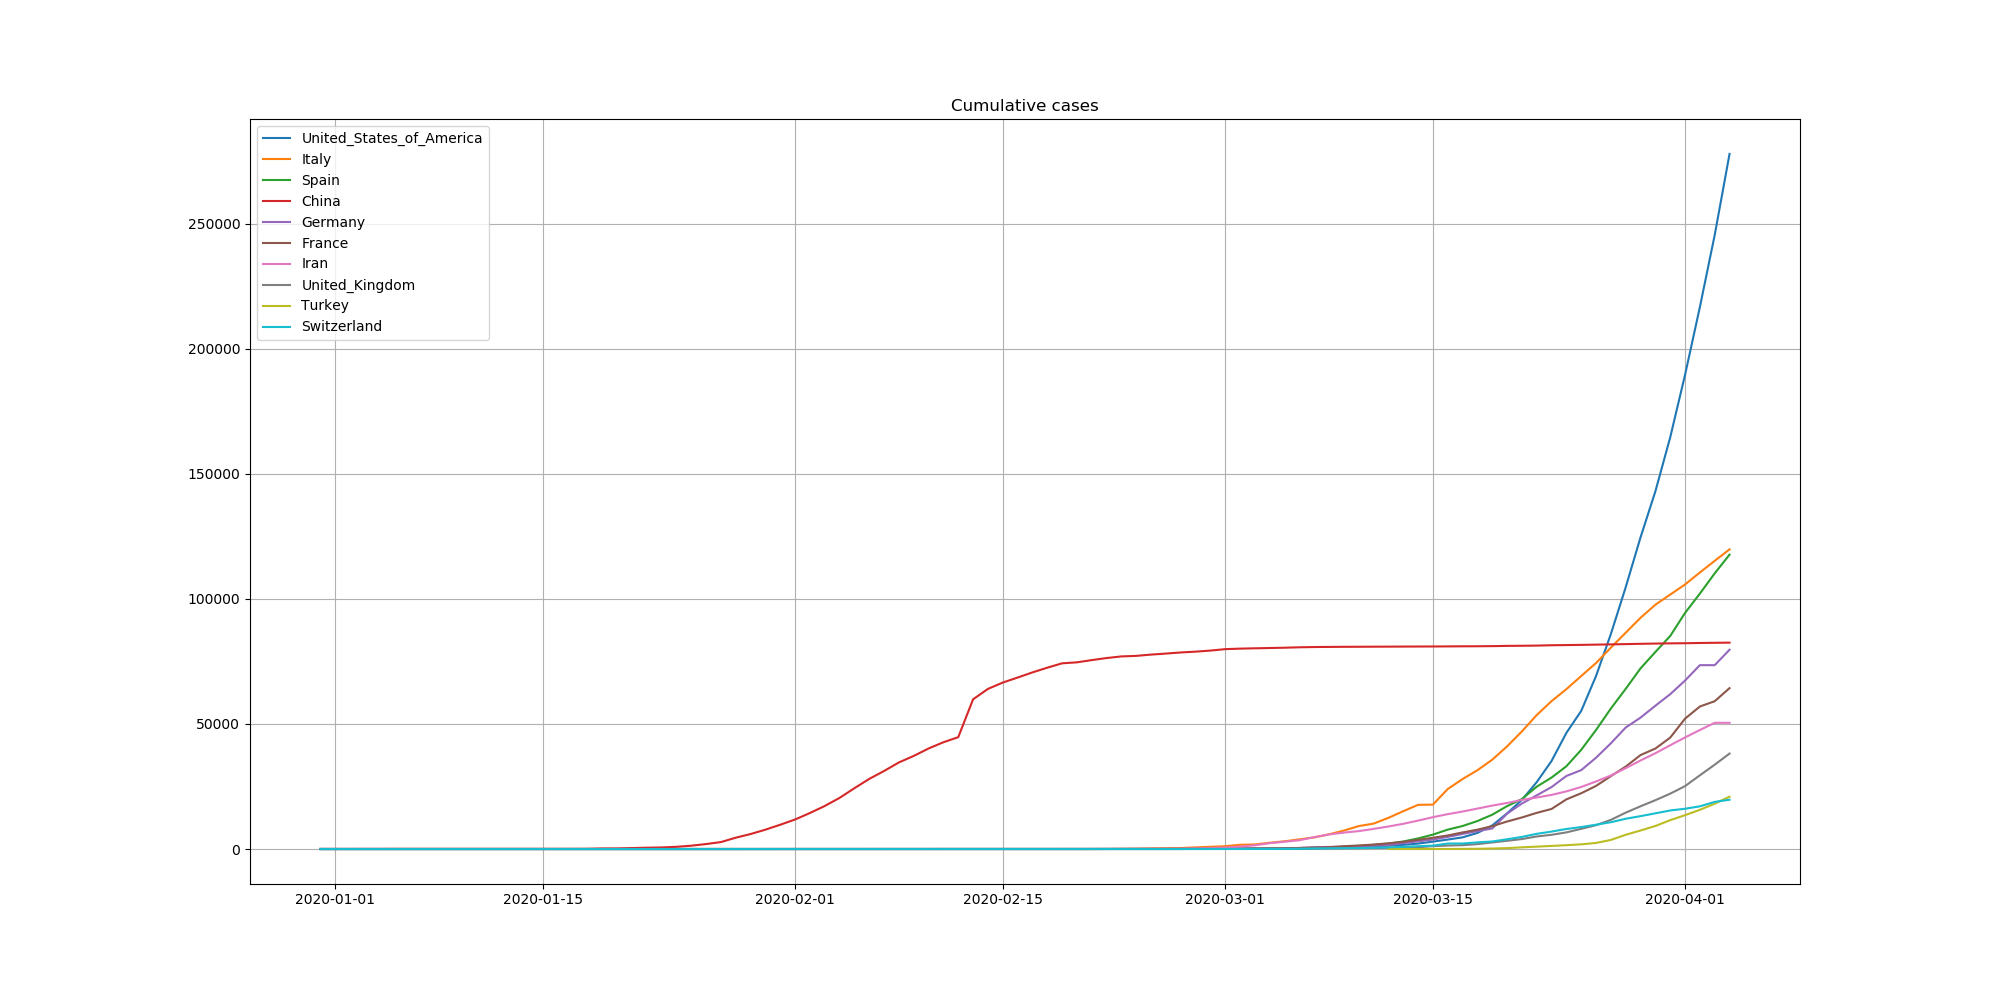 Cumulative cases
United_States_of_America
Italy
Spain
China
Germany
France
Iran
United_Kingdom
Turkey
Switzerland
250000
200000
150000
100000
50000
0
2020-01-01 2020-01-15 2020-02-01 2020-02-15 2020-03-01 2020-03-15 2020-04-01